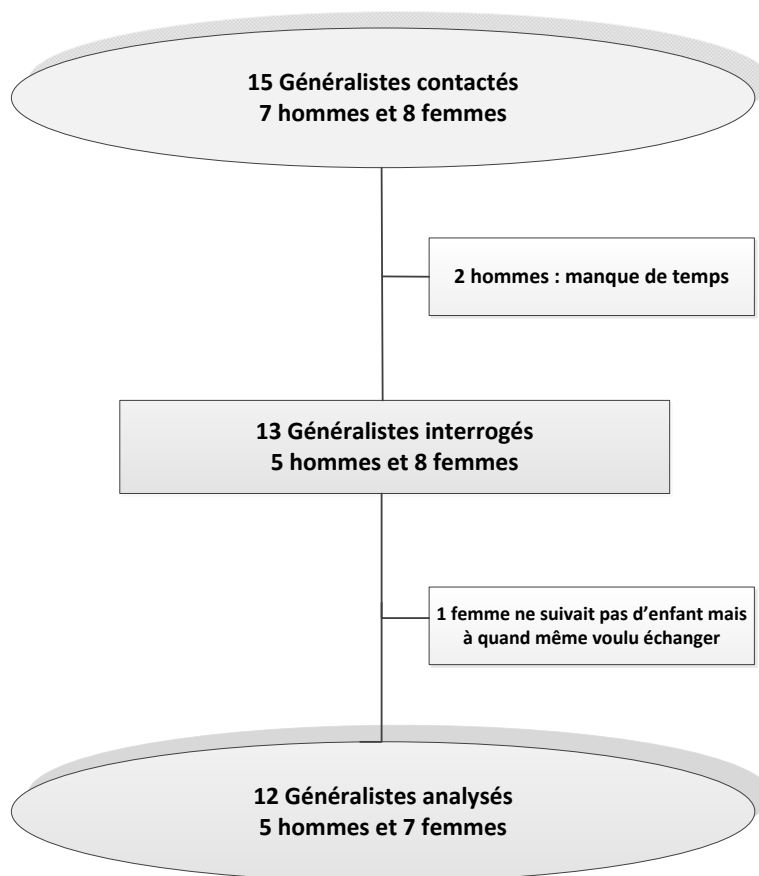 15 Généralistes contactés
7 hommes et 8 femmes
2 hommes : manque de temps
13 Généralistes interrogés
5 hommes et 8 femmes
1 femme ne suivait pas d’enfant mais
à quand même voulu échanger
12 Généralistes analysés
5 hommes et 7 femmes